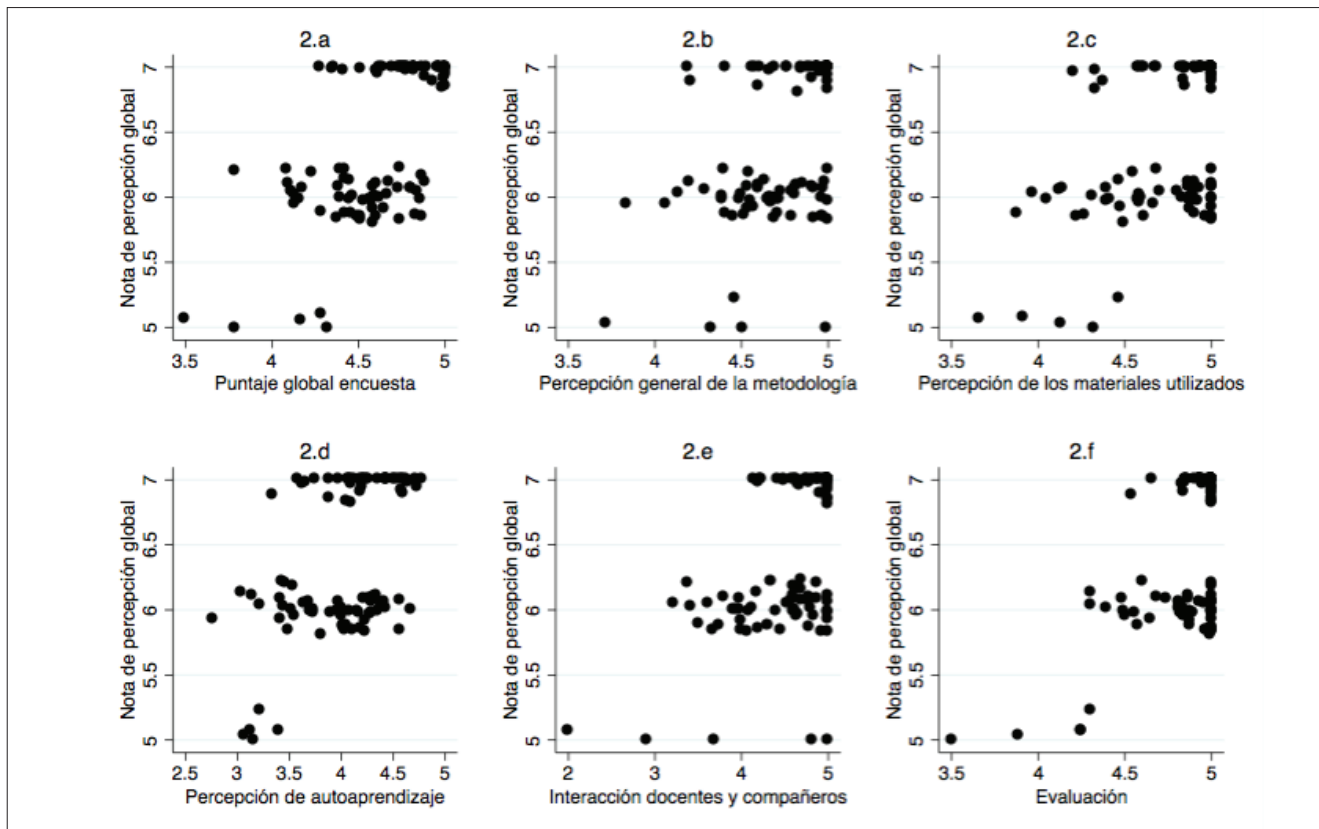 2.a
2.b
2.c
Nota de percepción global
5 5.5 6 6.5 7
3.5 4 4.5 5
Puntaje global encuesta
Nota de percepción global
5 5.5 6 6.5 7
3.5 4 4.5 5
Percepción general de la metodología
Nota de percepción global
5 5.5 6 6.5 7
3.5 4 4.5 5
Percepción de los materiales utilizados
2.d
2.e
2.f
Nota de percepción global
5 5.5 6 6.5 7
2.5 3 3.5 4 4.5 5
Percepción de autoaprendizaje
Nota de percepción global
5 5.5 6 6.5 7
2 3 4 5
Interacción docentes y compañeros
Nota de percepción global
5 5.5 6 6.5 7
3.5 4 4.5 5
Evaluación